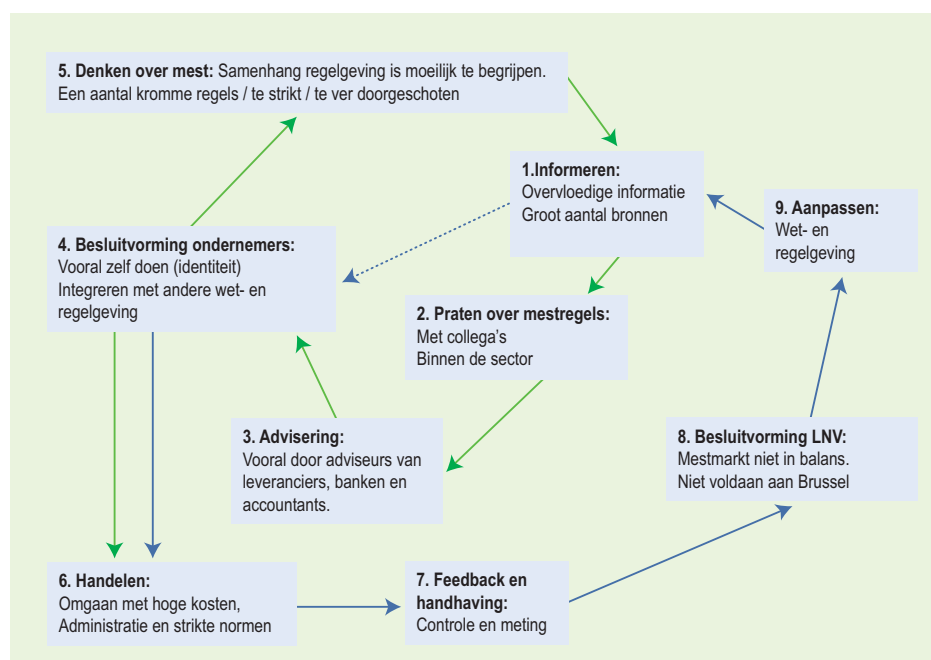 5. Denken over mest: Samenhang regelgeving is moeilijk te begrijpen.
Een aantal kromme regels / te strikt / te ver doorgeschoten
1.Informeren:
Overvloedige informatie
Groot aantal bronnen
9. Aanpassen:
Wet- en
regelgeving
4. Besluitvorming ondernemers:
Vooral zelf doen (identiteit)
Integreren met andere wet- en
regelgeving
2. Praten over mestregels:
Met collega's
Binnen de sector
3. Advisering:
Vooral door adviseurs van
leveranciers, banken en
accountants.
8. Besluitvorming LNV:
Mestmarkt niet in balans.
Niet voldaan aan Brussel
6. Handelen:
Omgaan met hoge kosten,
Administratie en strikte normen
7. Feedback en
handhaving:
Controle en meting